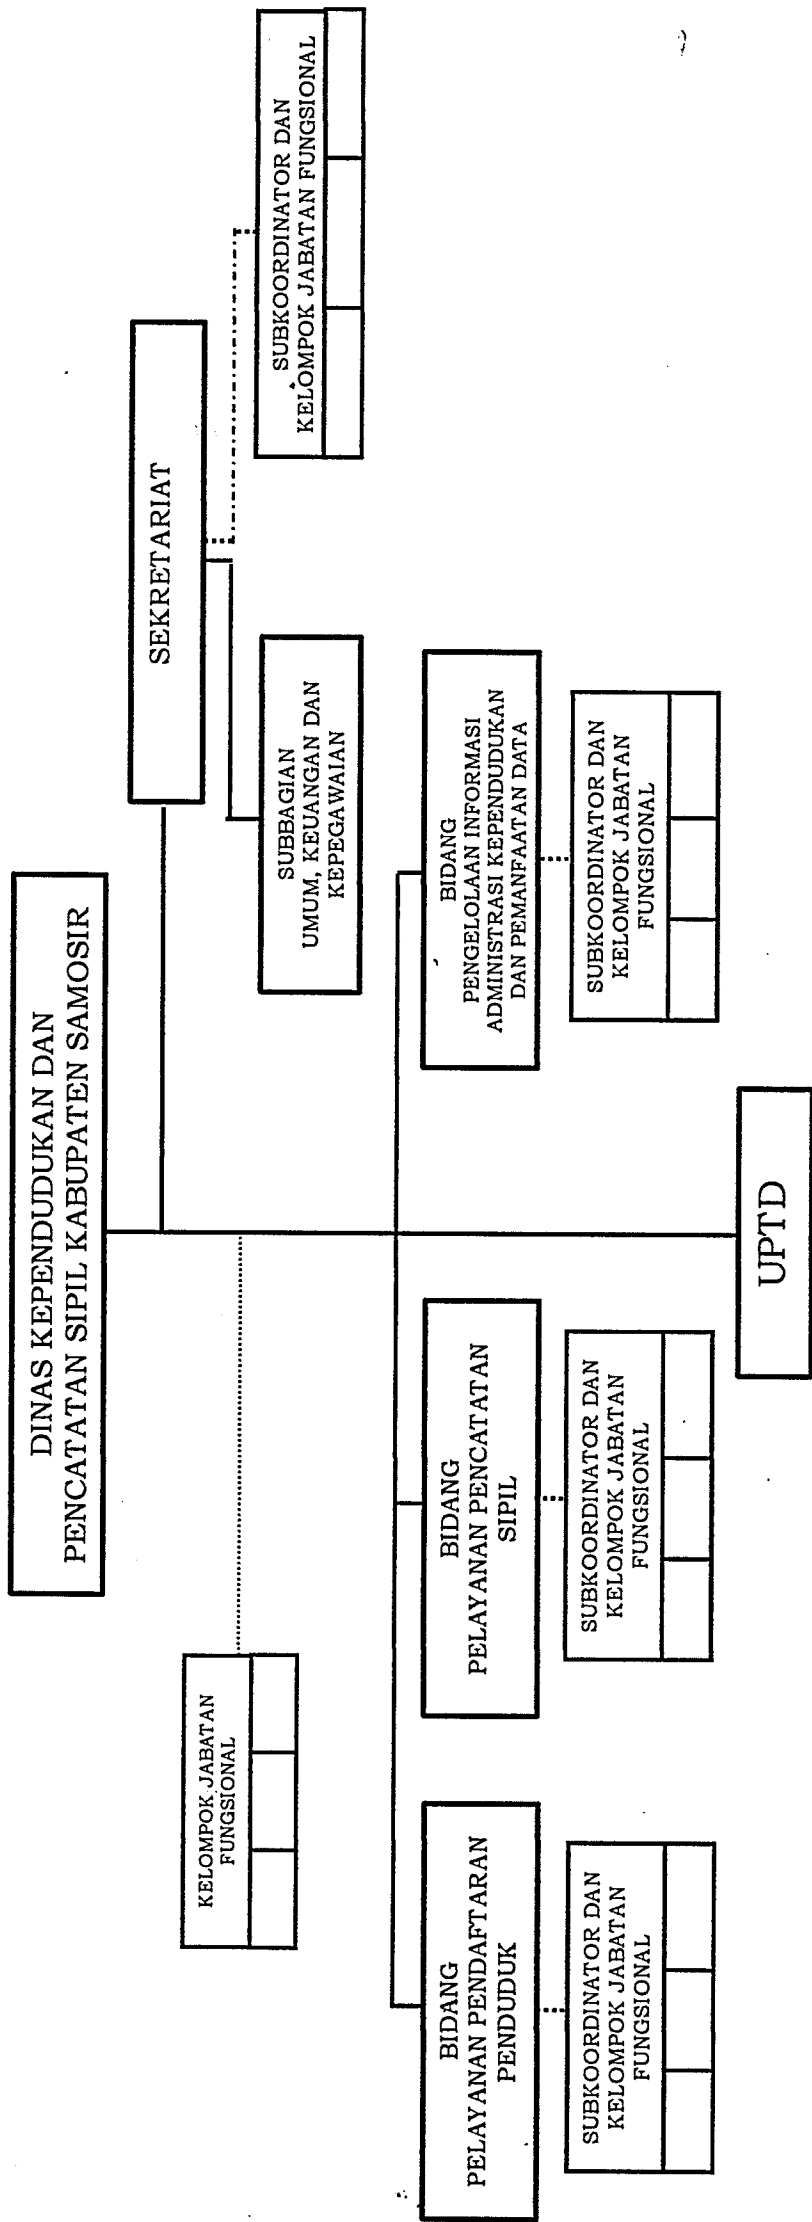 DINAS KEPENDUDUKAN DAN
PENCATATAN SIPIL KABUPATEN SAMOSIR
SEKRETARIAT
KELOMPOK JABATAN
FUNGSIONAL
SUBBAGIAN
UMUM, KEUANGAN DAN
KEPEGAWAIAN
SUBKOORDINATOR DAN
KELOMPOK JABATAN FUNGSIONAL
BIDANG
PELAYANAN PENDAFTARAN
PENDUDUK
BIDANG
PELAYANAN PENCATATAN
SIPIL
BIDANG
PENGELOLAAN INFORMASI
ADMINISTRASI KEPENDUDUKAN
DAN PEMANFAATAN DATA
SUBKOORDINATOR DAN
KELOMPOK JABATAN
FUNGSIONAL
SUBKOORDINATOR DAN
KELOMPOK JABATAN
FUNGSIONAL
SUBKOORDINATOR DAN
KELOMPOK JABATAN
FUNGSIONAL
UPTD